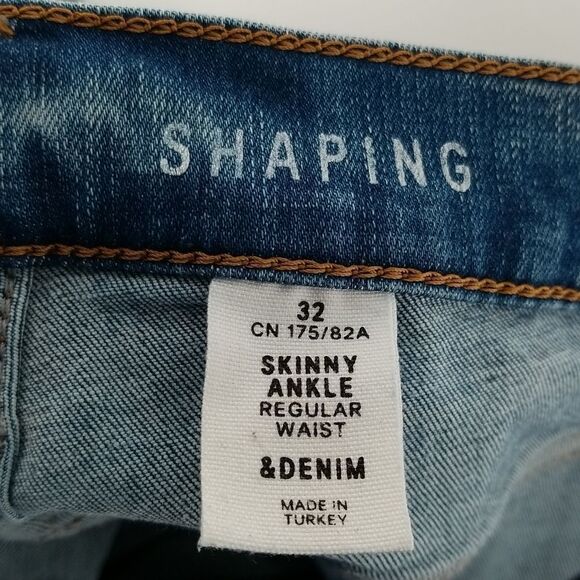 SHAPING
32
CN 175/82A
SKINNY
ANKLE
REGULAR
WAIST
&DENIM
MADE IN
TURKEY